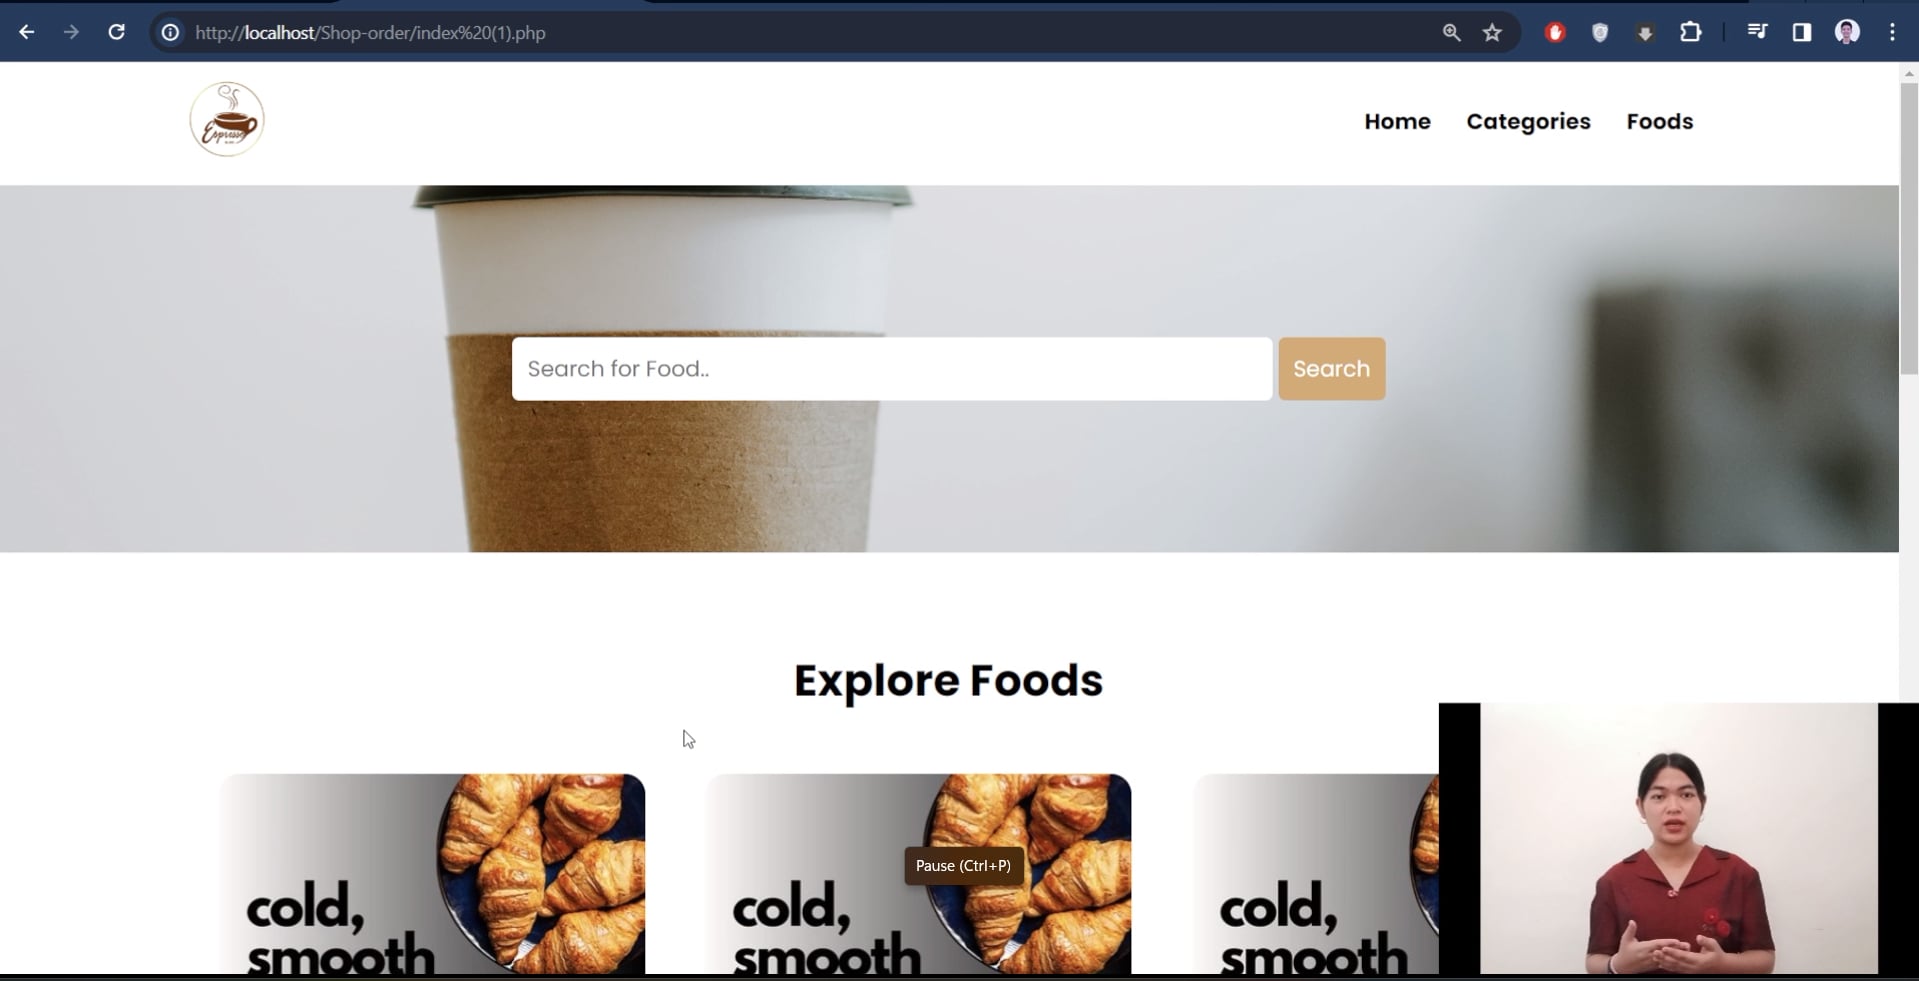 http://localhost/Shop-order/index%20(1).php
Home Categories Foods
Search for Food.. Search
Explore Foods
Pause (Ctrl+P)
cold, cold, cold,
smooth smooth smooth